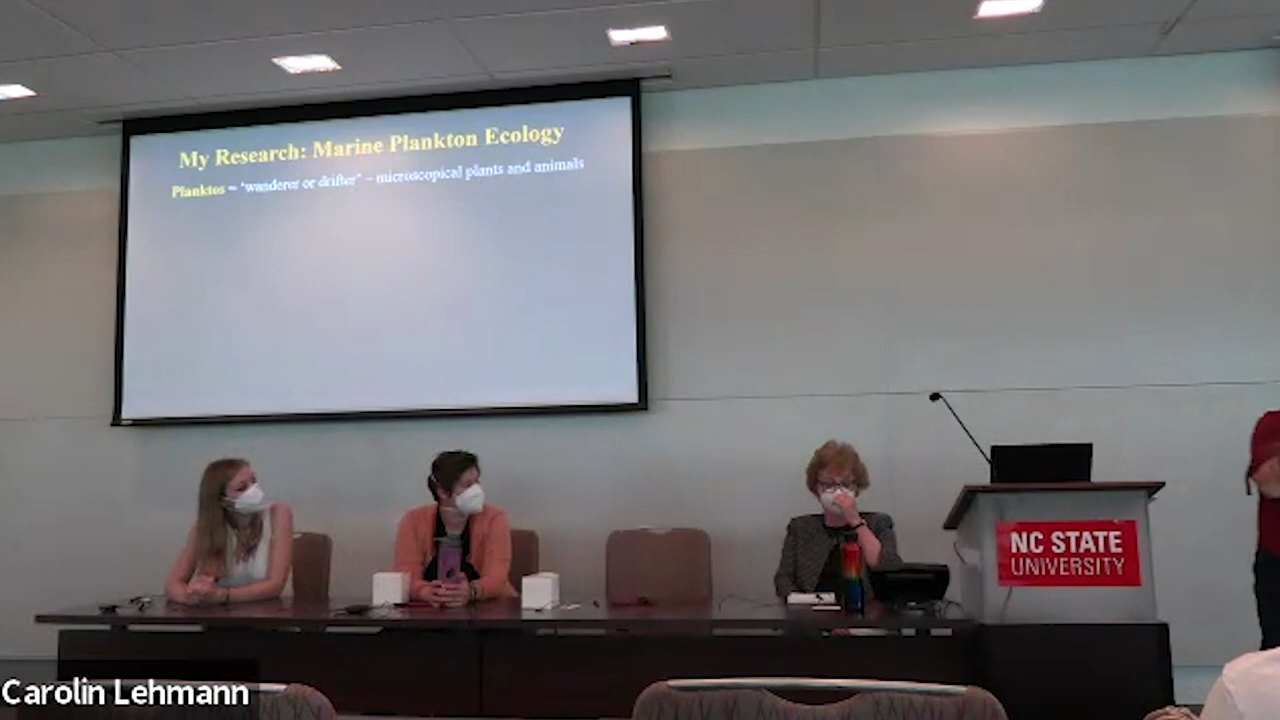 My Research: Marine Plankton Ecology
Planktos = 'wanderer or drifter' – microscopical plants and animals
NC STATE
UNIVERSITY
Carolin Lehmann